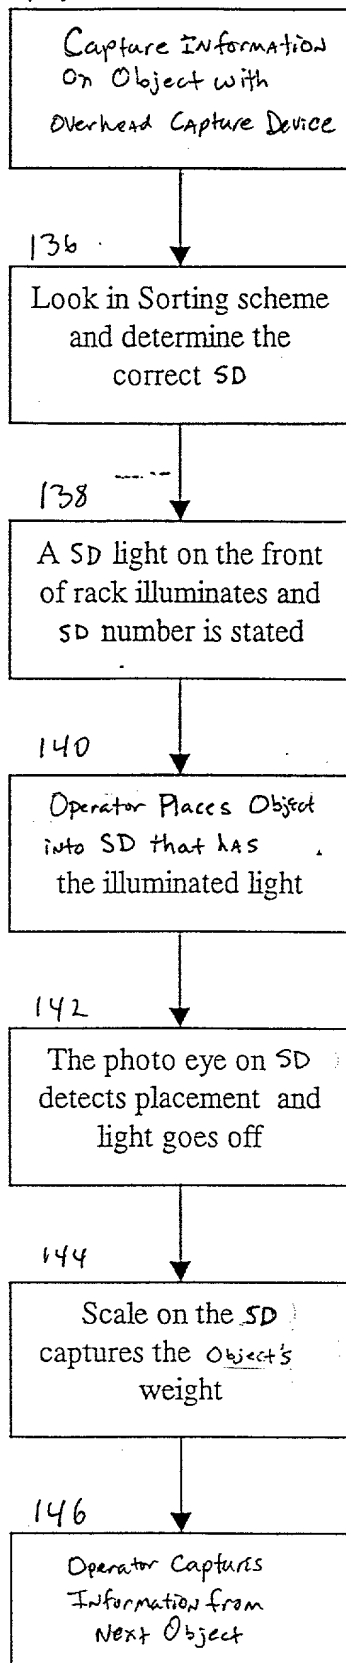 Capture Information
On Object with
Overhead Capture Device
136
Look in Sorting scheme
and determine the
correct SD
138
A SD light on the front
of rack illuminates and
SD number is stated
140
Operator Places Object
into SD that has
the illuminated light
142
The photo eye on SD
detects placement and
light goes off
144
Scale on the SD
captures the Object's
weight
146
Operator Captures
Information from
Next Object